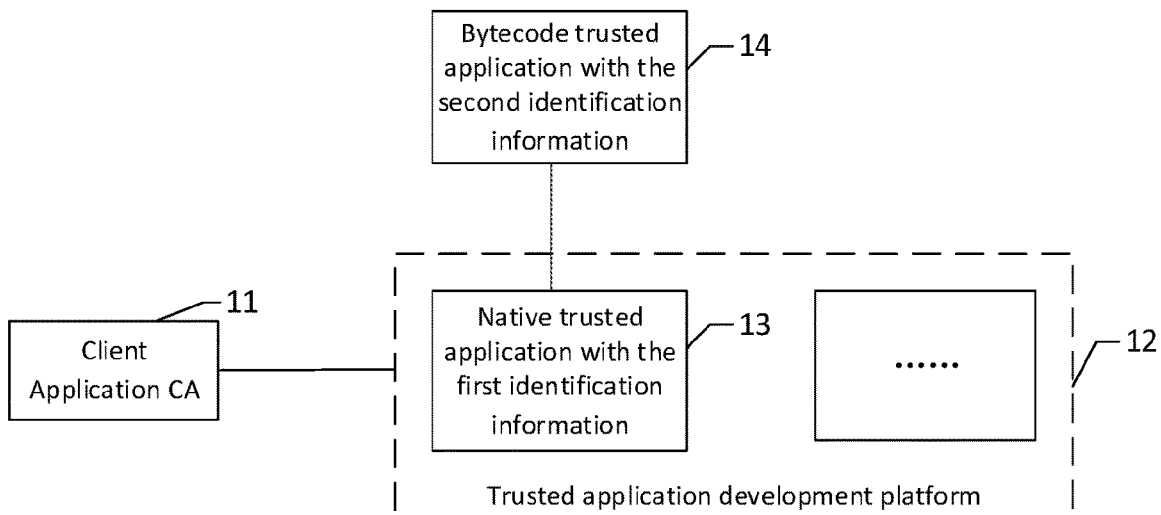 Bytecode trusted
application with the
second identification
information
14
11
Client
Application CA
Native trusted
application with the
first identification
information
13
......
12
Trusted application development platform